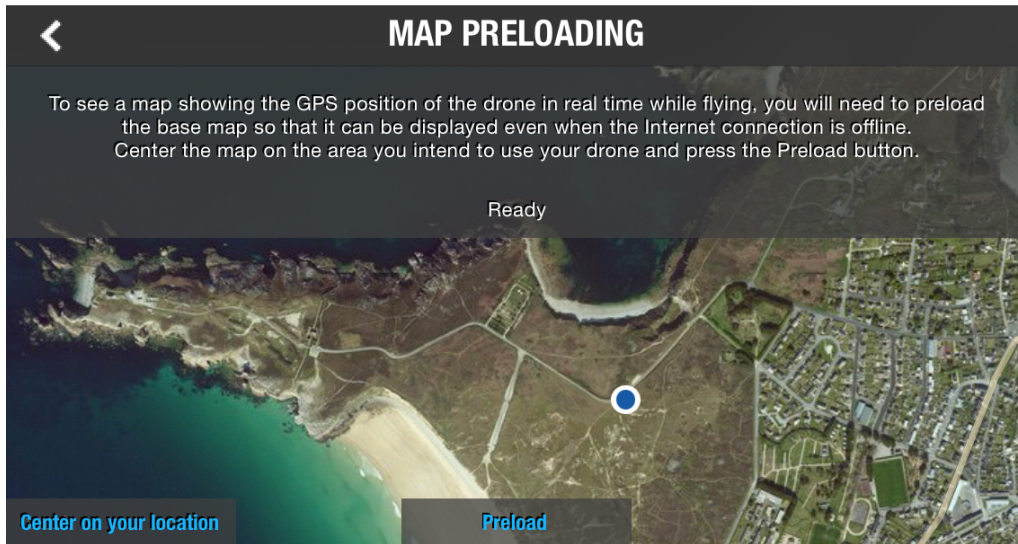 MAP PRELOADING
To see a map showing the GPS position of the drone in real time while flying, you will need to preload
the base map so that it can be displayed even when the Internet connection is offline.
Center the map on the area you intend to use your drone and press the Preload button.
Ready
Center on your location
Preload